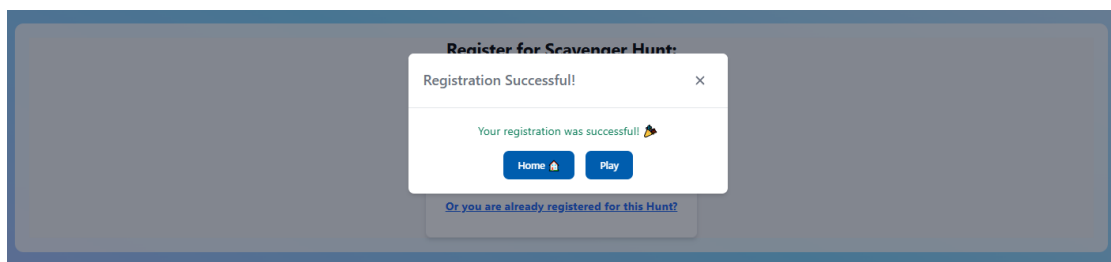 Register for Scavenger Hunt:
Registration Successful!
Your registration was successful! 🎉
Home 🏠 Play
Or you are already registered for this Hunt?